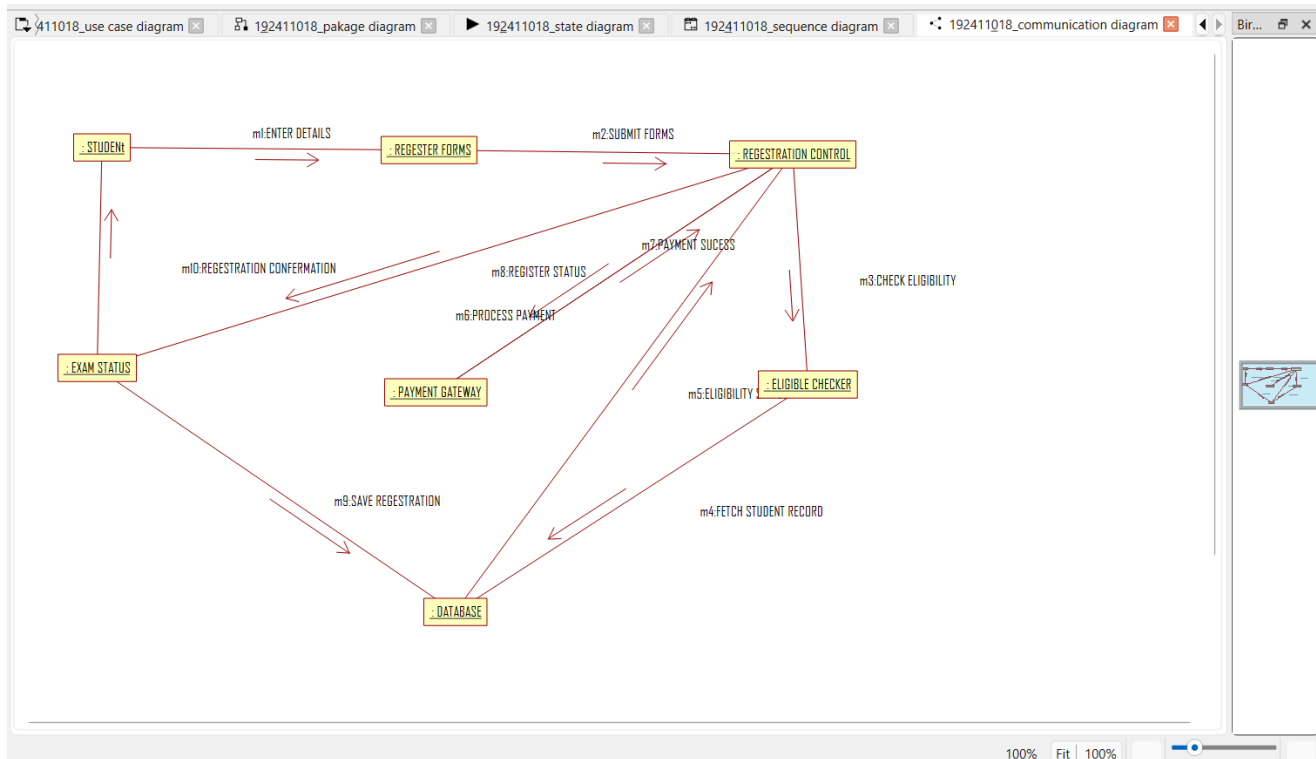 411018_use case diagram
192411018_pakage diagram
192411018_state diagram
192411018_sequence diagram
192411018_communication diagram
Bir...
m1:ENTER DETAILS
m2:SUBMIT FORMS
: STUDENt
: REGESTER FORMS
: REGESTRATION CONTROL
m7:PAYMENT SUCESS
m10:REGESTRATION CONFERMATION
m8:REGISTER STATUS
m3:CHECK ELIGIBILITY
m6:PROCESS PAYMENT
: EXAM STATUS
: PAYMENT GATEWAY
: ELIGIBLE CHECKER
m5:ELIGIBILITY
m9:SAVE REGESTRATION
m4:FETCH STUDENT RECORD
: DATABASE
100%
Fit
100%